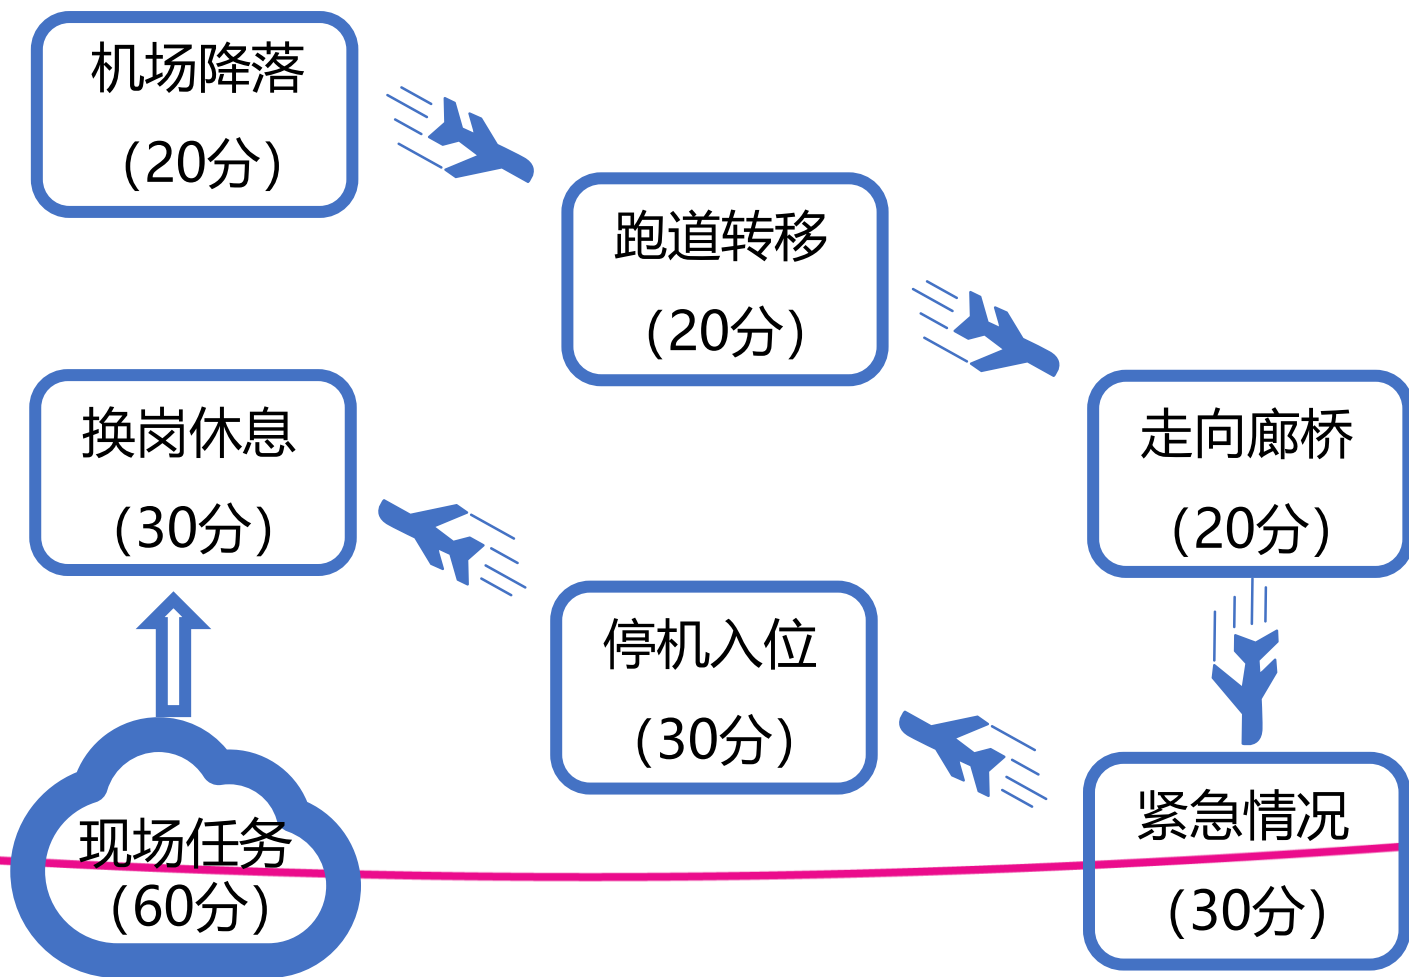 机场降落
（20分）
跑道转移
（20分）
走向廊桥
（20分）
紧急情况
（30分）
停机入位
（30分）
换岗休息
（30分）
现场任务
（60分）